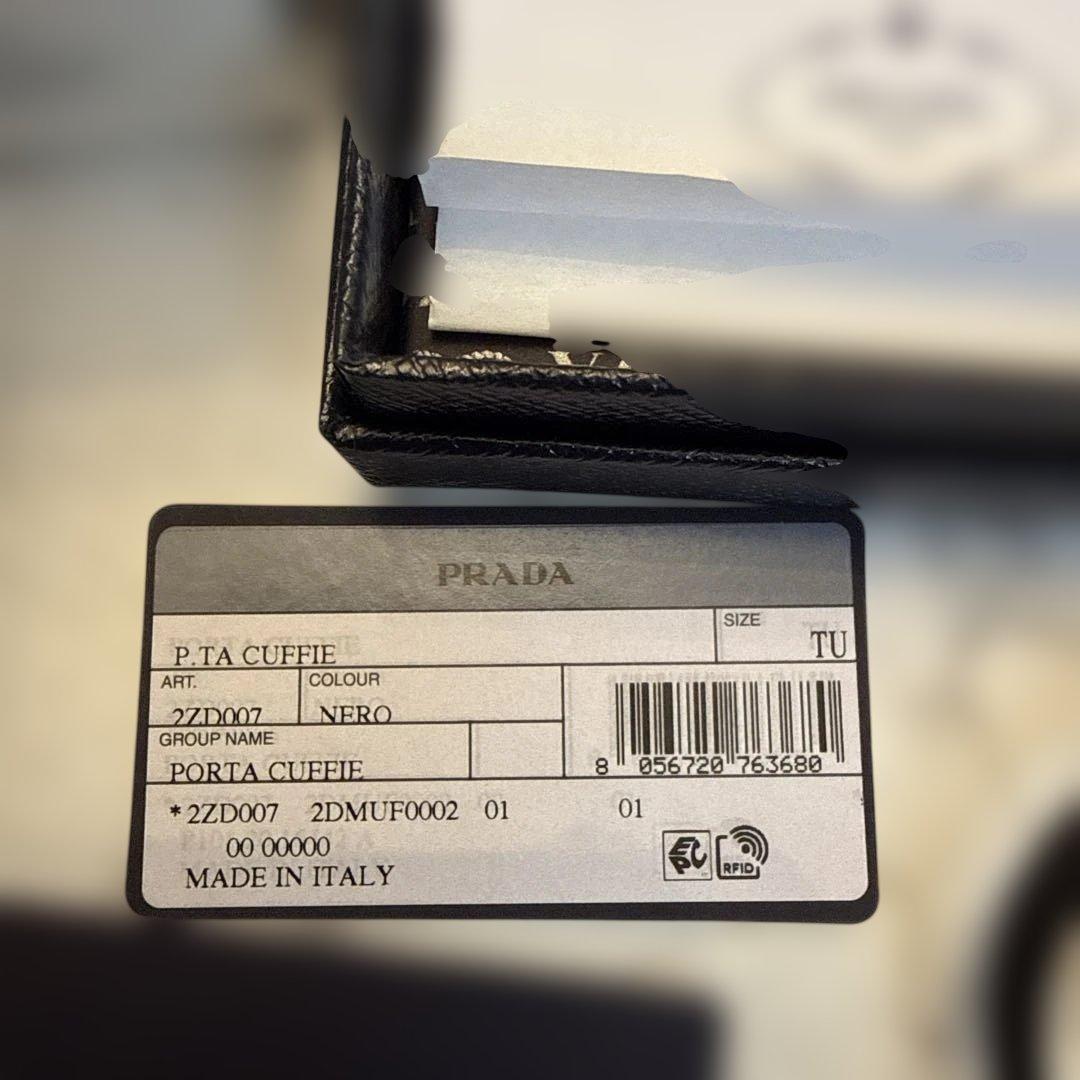 PRADA
P.TA CUFFIE
SIZE
TU
ART.
2ZD007
COLOUR
NERO
GROUP NAME
PORTA CUFFIE
8 056720 763680
*2ZD007 2DMUF0002 01 01
00 00000
MADE IN ITALY
EPC
RFID